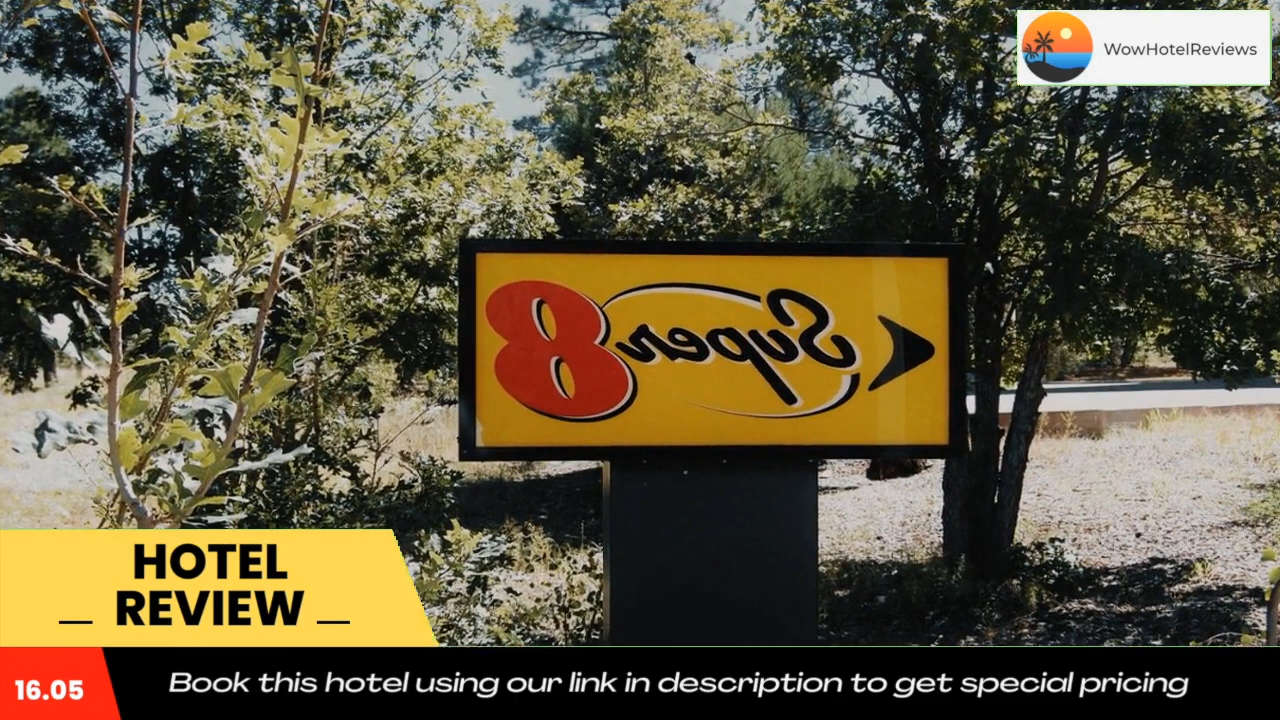 WowHotelReviews
Super 8
HOTEL
REVIEW
16.05
Book this hotel using our link in description to get special pricing